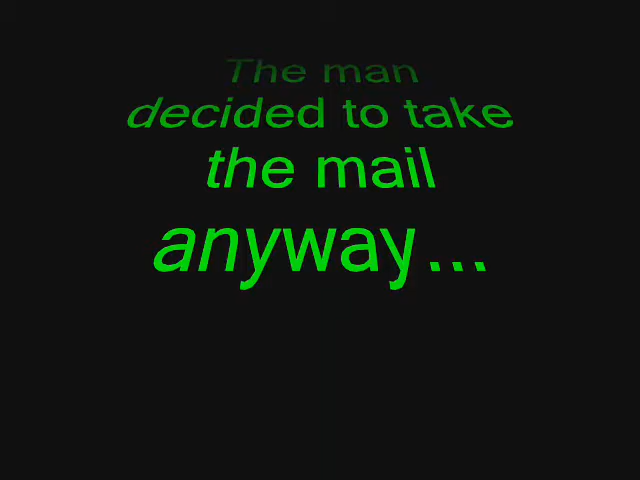 The man
decided to take
the mail
anyway...